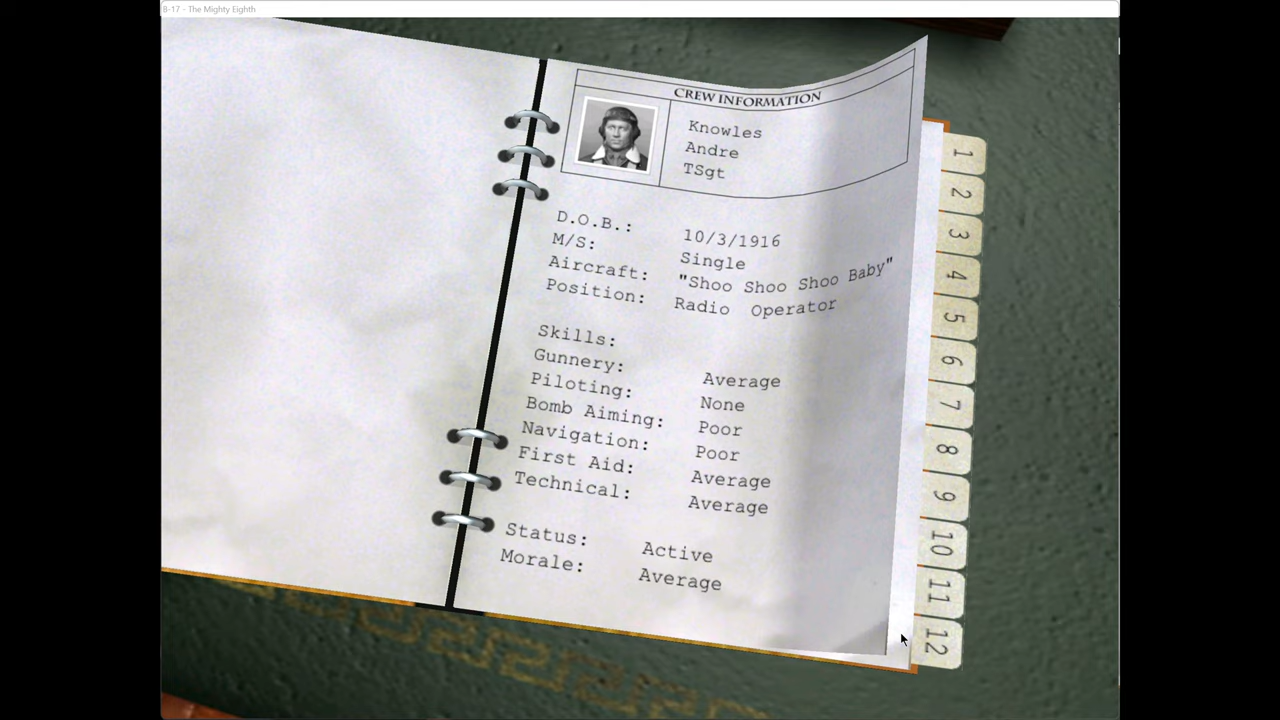 B-17 - The Mighty Eighth
CREW INFORMATION
Knowles
Andre
TSgt
D.O.B.: 10/3/1916
M/S: Single
Aircraft: "Shoo Shoo Shoo Baby"
Position: Radio Operator
Skills:
Gunnery: Average
Piloting: None
Bomb Aiming: Poor
Navigation: Poor
First Aid: Average
Technical: Average
Status: Active
Morale: Average
1
2
3
4
5
6
7
8
9
10
11
12